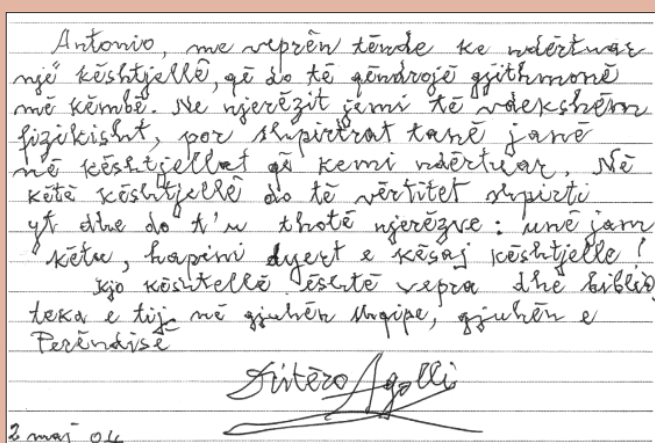 Antonio, me veprën tënde ke ndërtuar
një kështjellë, që do të qëndrojë gjithmonë
më këmbë. Ne njerëzit jemi të vdekshëm
fizikisht, por shpirtrat tanë janë
në kështjellat që kemi ndërtuar. Në
këtë kështjellë do të vërtitet shpirti
yt dhe do t'u thotë njerëzve: unë jam
këtu, hapeni dyert e kësaj kështjelle!
Kjo kështellë është vepra dhe biblio
teka e tij në gjuhën shqipe, gjuhën e
Perëndisë
Dritëro Agolli
2 maj 04